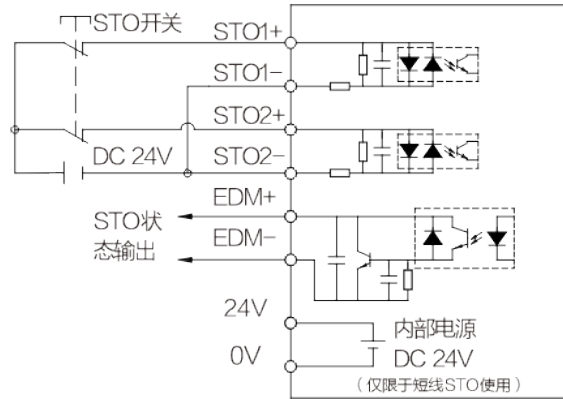 STO开关
STO1+
STO1-
STO2+
DC 24V
STO2-
EDM+
STO状
态输出
EDM-
24V
内部电源
0V
DC 24V
(仅限于短线STO使用)